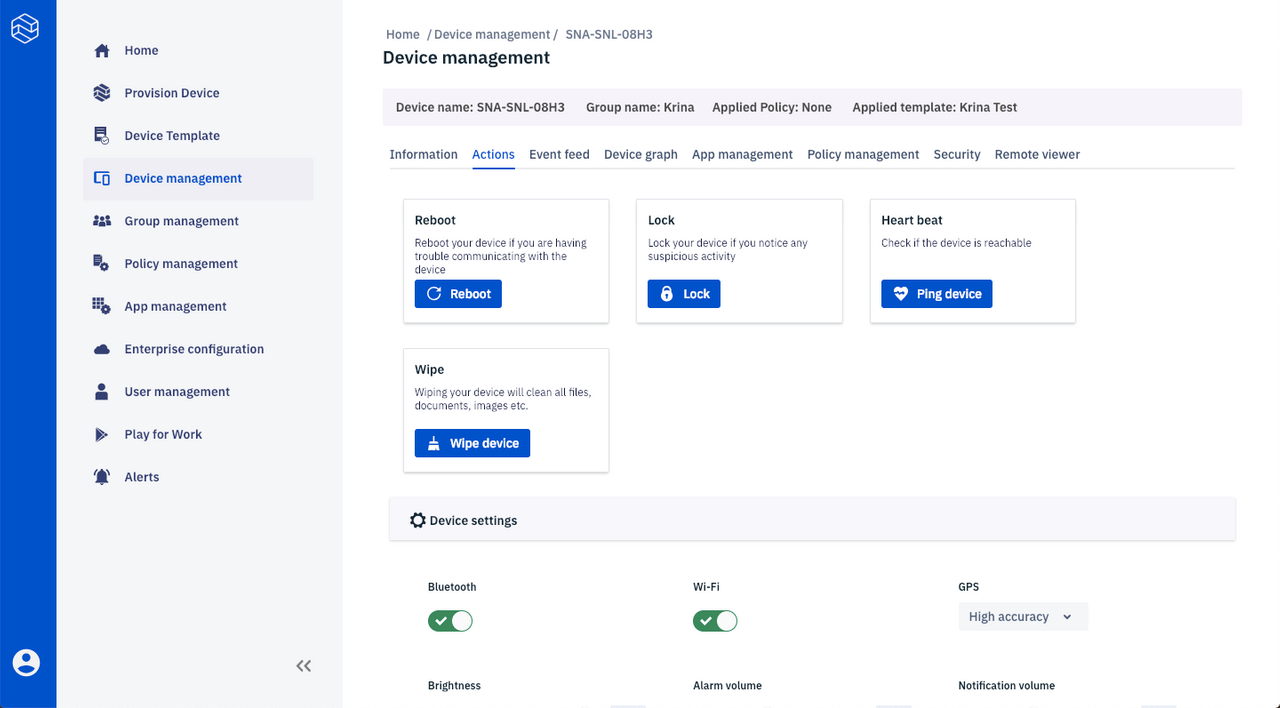 Home
Provision Device
Device Template
Device management
Group management
Policy management
App management
Enterprise configuration
User management
Play for Work
Alerts
Home / Device management / SNA-SNL-08H3
Device management
Device name: SNA-SNL-08H3 Group name: Krina Applied Policy: None Applied template: Krina Test
Information Actions Event feed Device graph App management Policy management Security Remote viewer
Reboot
Reboot your device if you are having
trouble communicating with the
device
Reboot
Lock
Lock your device if you notice any
suspicious activity
Lock
Heart beat
Check if the device is reachable
Ping device
Wipe
Wiping your device will clean all files,
documents, images etc.
Wipe device
Device settings
Bluetooth
Wi-Fi
GPS
High accuracy
Brightness
Alarm volume
Notification volume